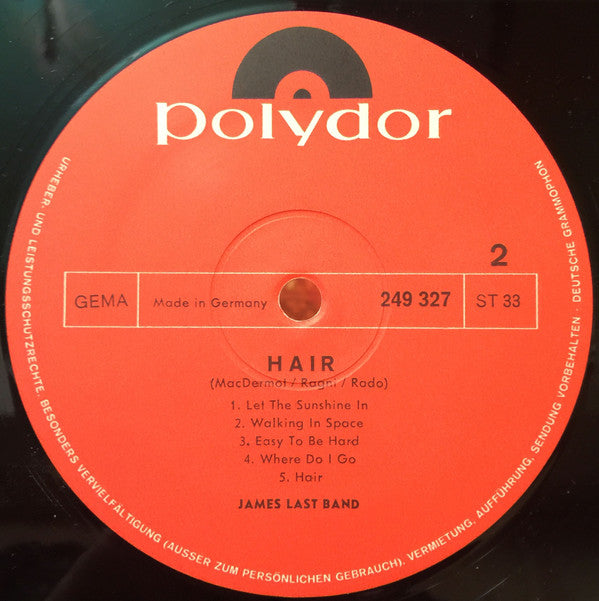 polydor
2
GEMA
Made in Germany
249 327
ST 33
HAIR
(MacDermot / Ragni / Rado)
1. Let The Sunshine In
2. Walking In Space
3. Easy To Be Hard
4. Where Do I Go
5. Hair
JAMES LAST BAND
URHEBER- UND LEISTUNGSSCHUTZRECHTE. BESONDERS VERVIELFÄLTIGUNG (AUSSER ZUM PERSÖNLICHEN GEBRAUCH). VERMIETUNG, AUFFÜHRUNG, SENDUNG VORBEHALTEN · DEUTSCHE GRAMMOPHON